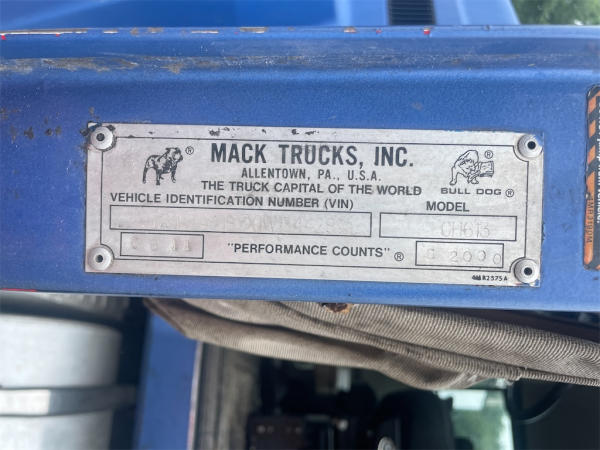 MACK TRUCKS, INC.
ALLENTOWN, PA., U.S.A.
THE TRUCK CAPITAL OF THE WORLD
BULL DOG ®
VEHICLE IDENTIFICATION NUMBER (VIN)
MODEL
CH613
"PERFORMANCE COUNTS" ®
2000